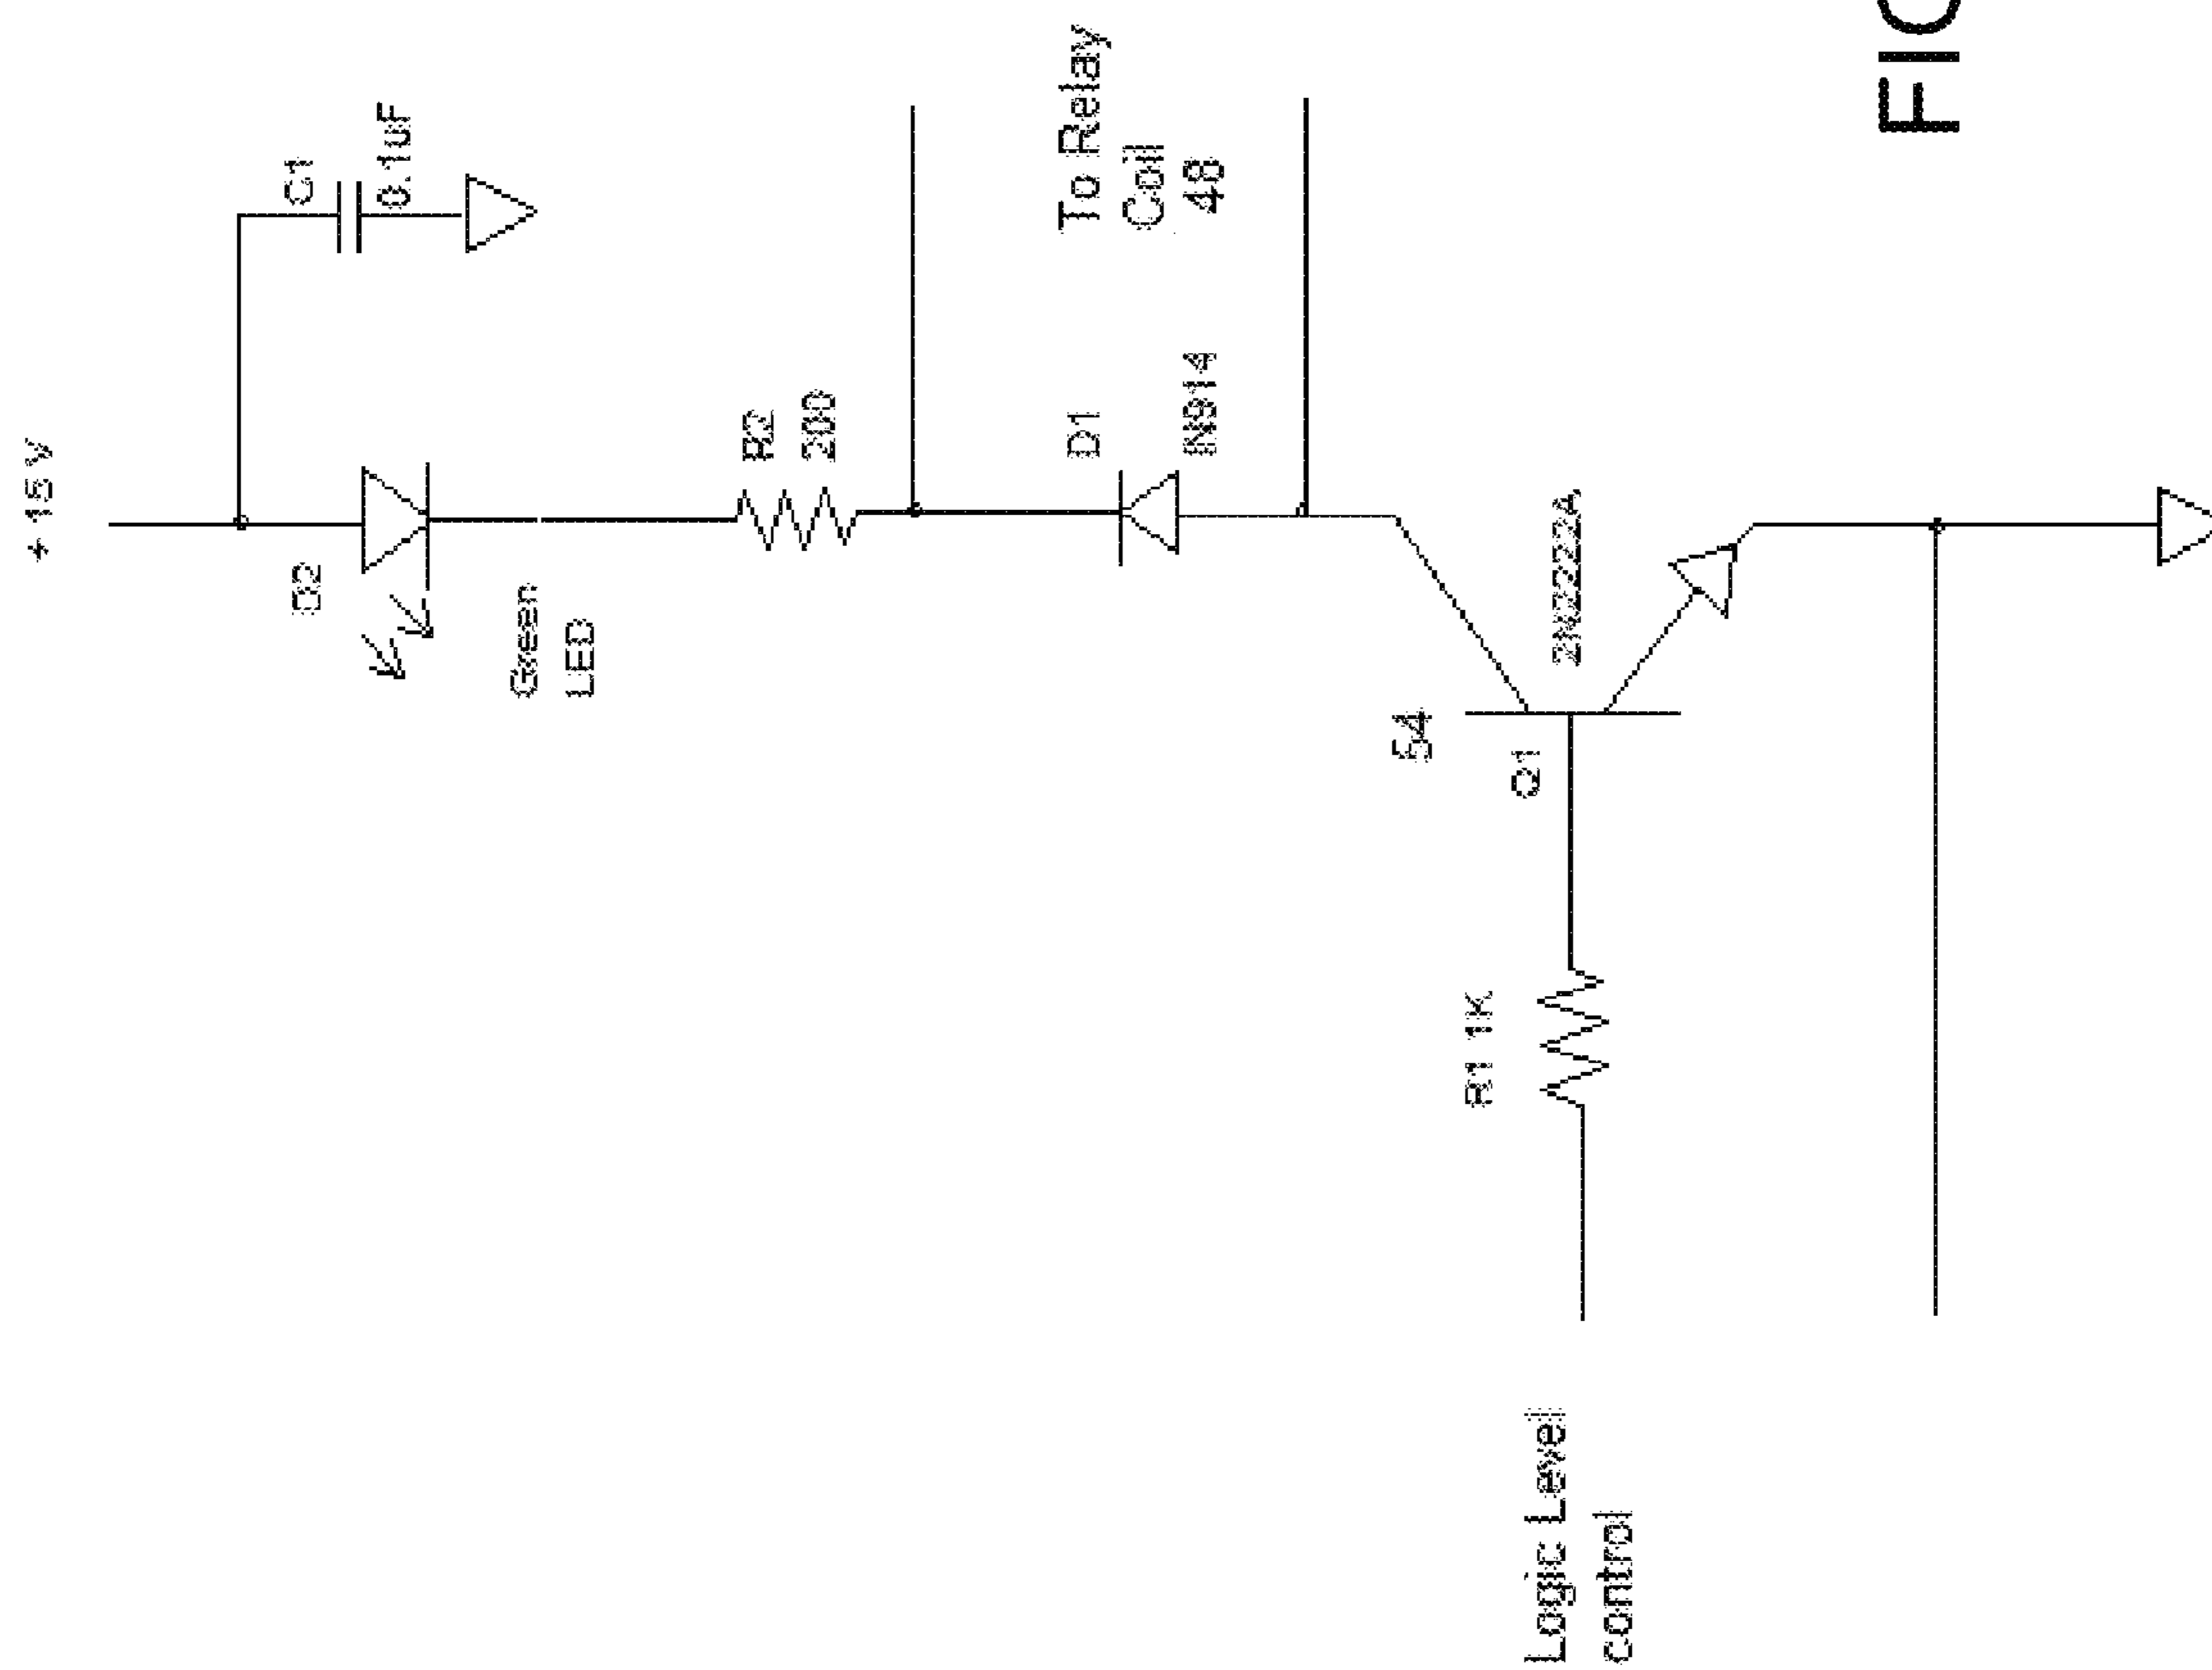 +15 V
C1
0.1uF
D2
Green
LED
R2
200
To Relay
Coil
48
D1
IN914
54
Q1
2N2222A
R1 1K
Logic Level
control